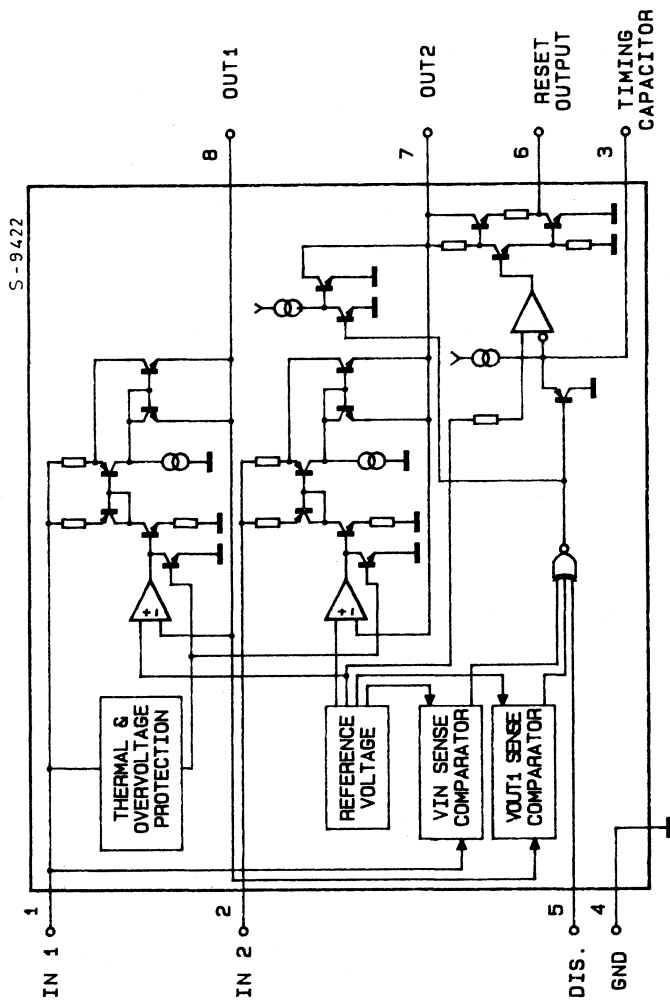 S-9422
IN 1
1
THERMAL &
OVERVOLTAGE
PROTECTION
+
-
8
OUT1
IN 2
2
REFERENCE
VOLTAGE
+
-
7
OUT2
VIN SENSE
COMPARATOR
VOUT1 SENSE
COMPARATOR
6
RESET
OUTPUT
DIS.
5
GND
4
3
TIMING
CAPACITOR